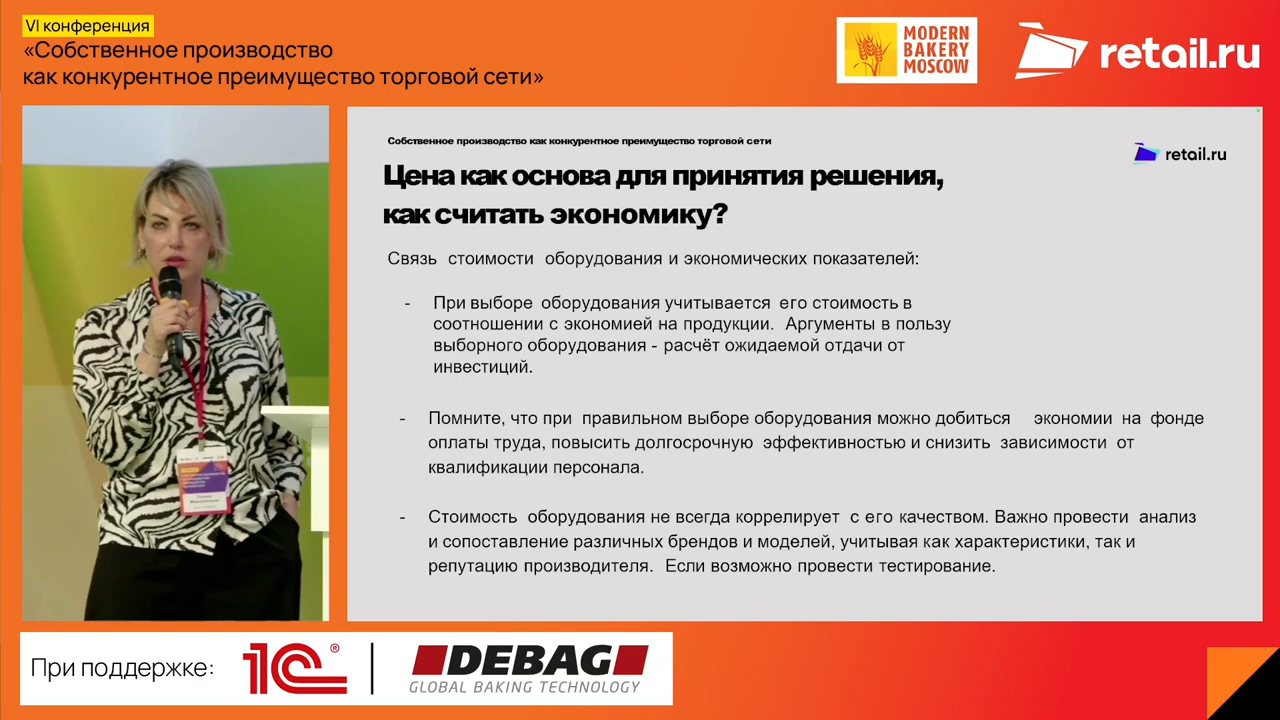 VI конференция
«Собственное производство
как конкурентное преимущество торговой сети»
MODERN
BAKERY
MOSCOW
retail.ru
Собственное производство как конкурентное преимущество торговой сети
retail.ru
Цена как основа для принятия решения,
как считать экономику?
Связь стоимости оборудования и экономических показателей:
- При выборе оборудования учитывается его стоимость в
соотношении с экономией на продукции. Аргументы в пользу
выборного оборудования - расчёт ожидаемой отдачи от
инвестиций.
- Помните, что при правильном выборе оборудования можно добиться экономии на фонде
оплаты труда, повысить долгосрочную эффективностью и снизить зависимости от
квалификации персонала.
- Стоимость оборудования не всегда коррелирует с его качеством. Важно провести анализ
и сопоставление различных брендов и моделей, учитывая как характеристики, так и
репутацию производителя. Если возможно провести тестирование.
При поддержке:
1С®
DEBAG
GLOBAL BAKING TECHNOLOGY